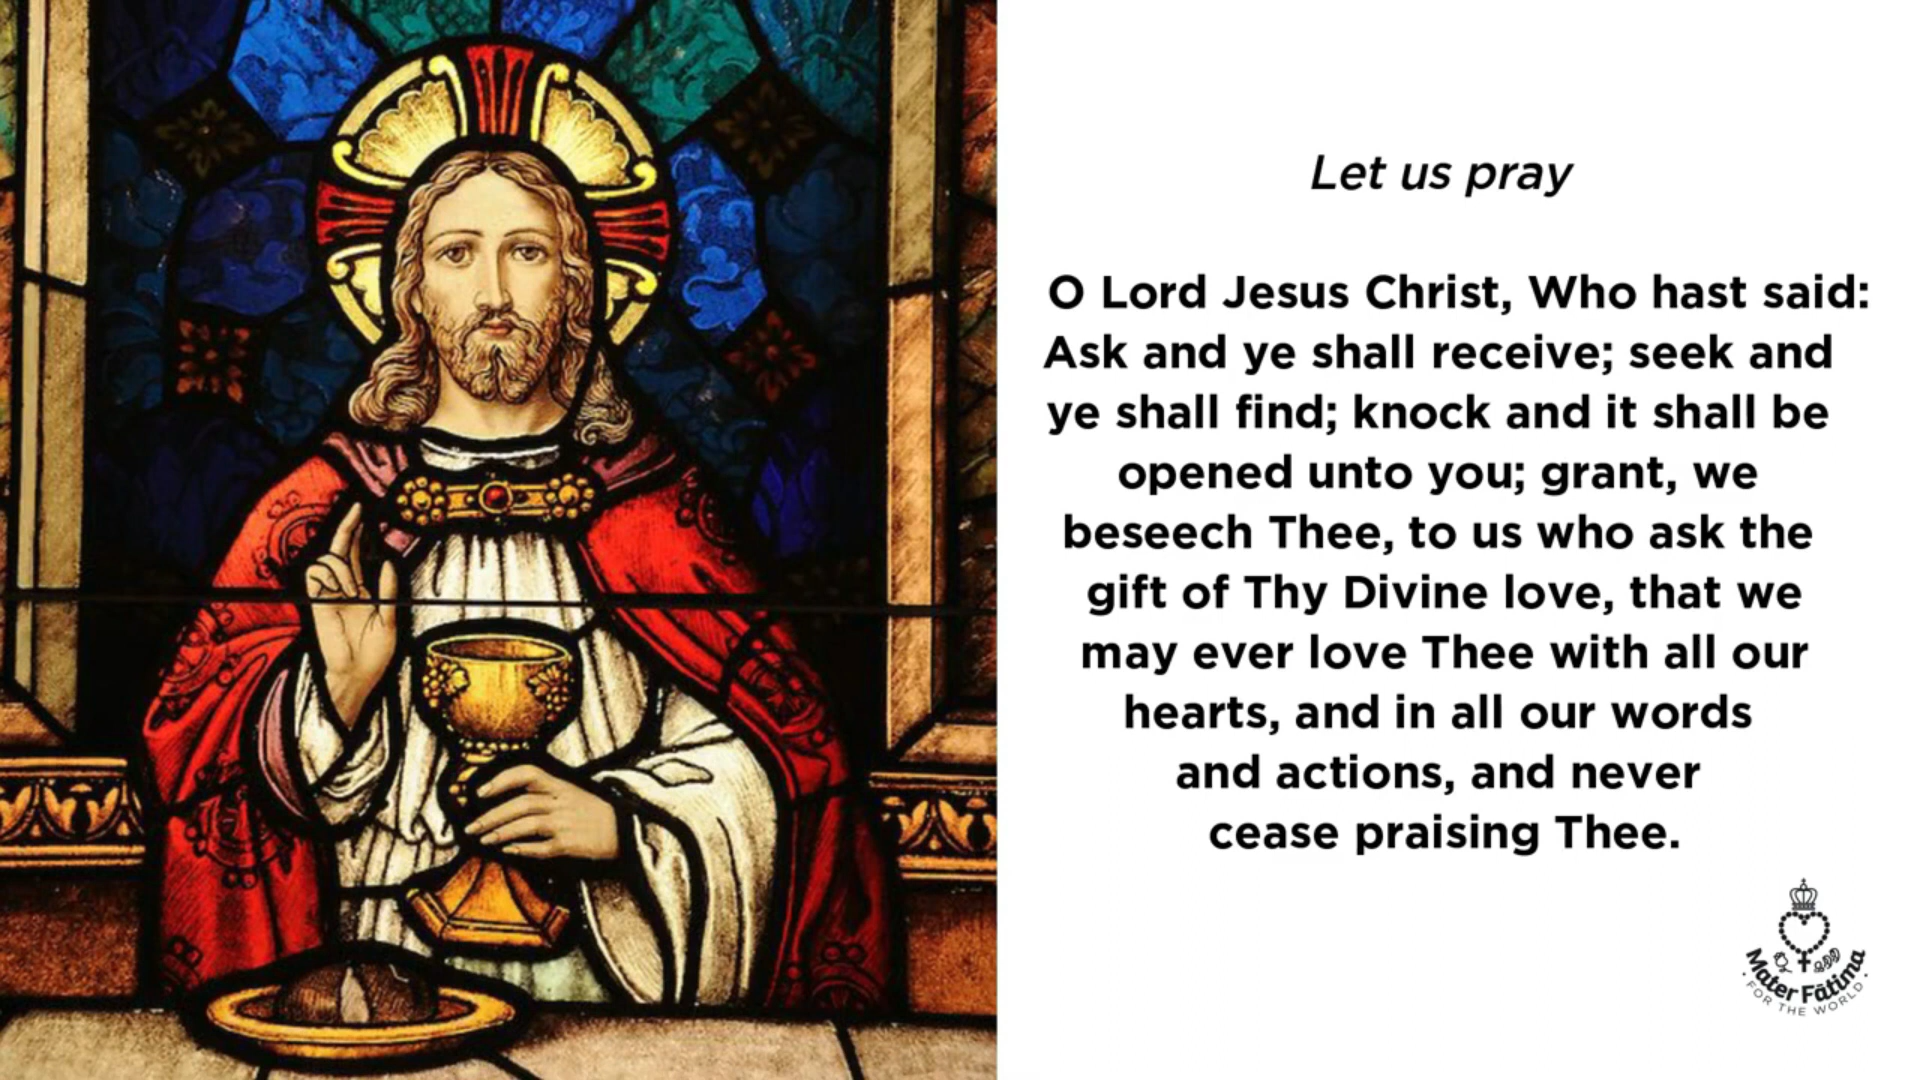 Let us pray
O Lord Jesus Christ, Who hast said:
Ask and ye shall receive; seek and
ye shall find; knock and it shall be
opened unto you; grant, we
beseech Thee, to us who ask the
gift of Thy Divine love, that we
may ever love Thee with all our
hearts, and in all our words
and actions, and never
cease praising Thee.
Mater Fátima
FOR THE WORLD